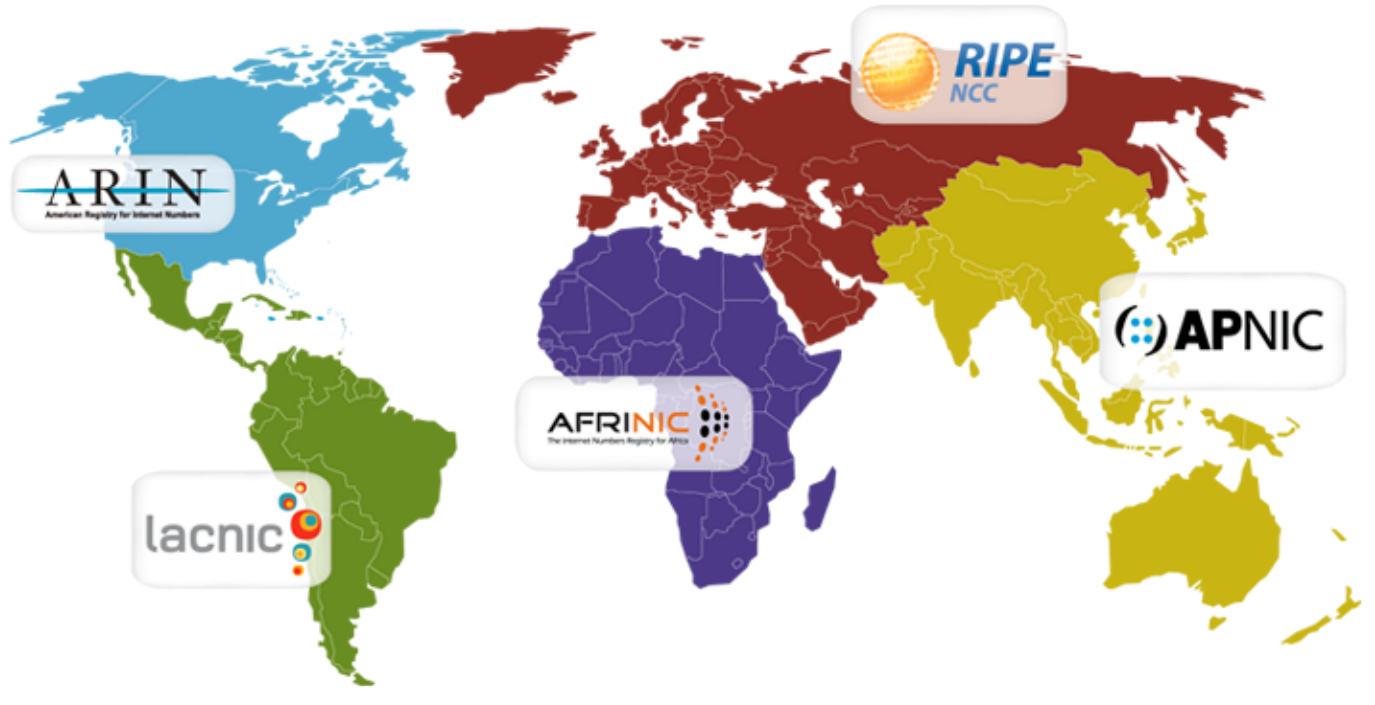 RIPE
NCC
ARIN
American Registry for Internet Numbers
APNIC
AFRINIC
The Internet Numbers Registry for Africa
lacnic